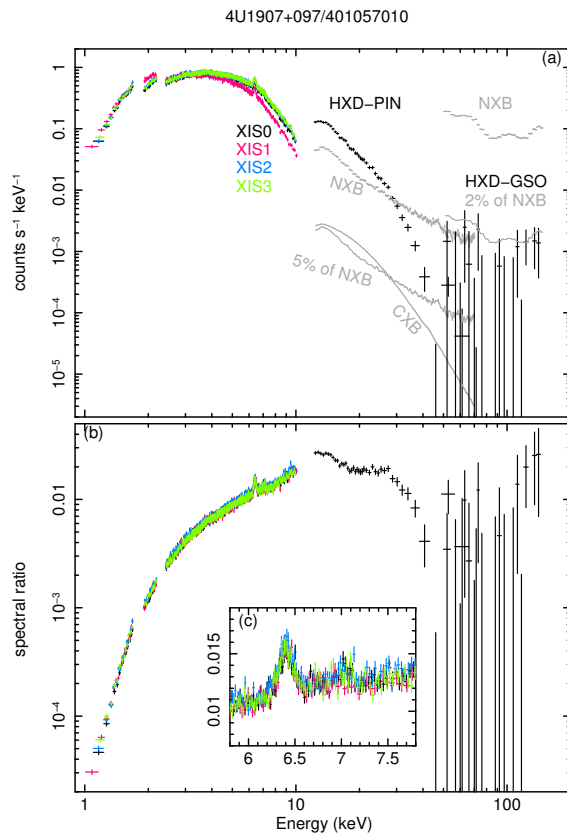 4U1907+097/401057010
(a)
counts s⁻¹ keV⁻¹
1
0.1
0.01
10⁻³
10⁻⁴
10⁻⁵
XIS0
XIS1
XIS2
XIS3
HXD−PIN
NXB
NXB
HXD−GSO
2% of NXB
5% of NXB
CXB
(b)
spectral ratio
0.01
10⁻³
10⁻⁴
(c)
0.015
0.01
6 6.5 7 7.5
1 10 100
Energy (keV)